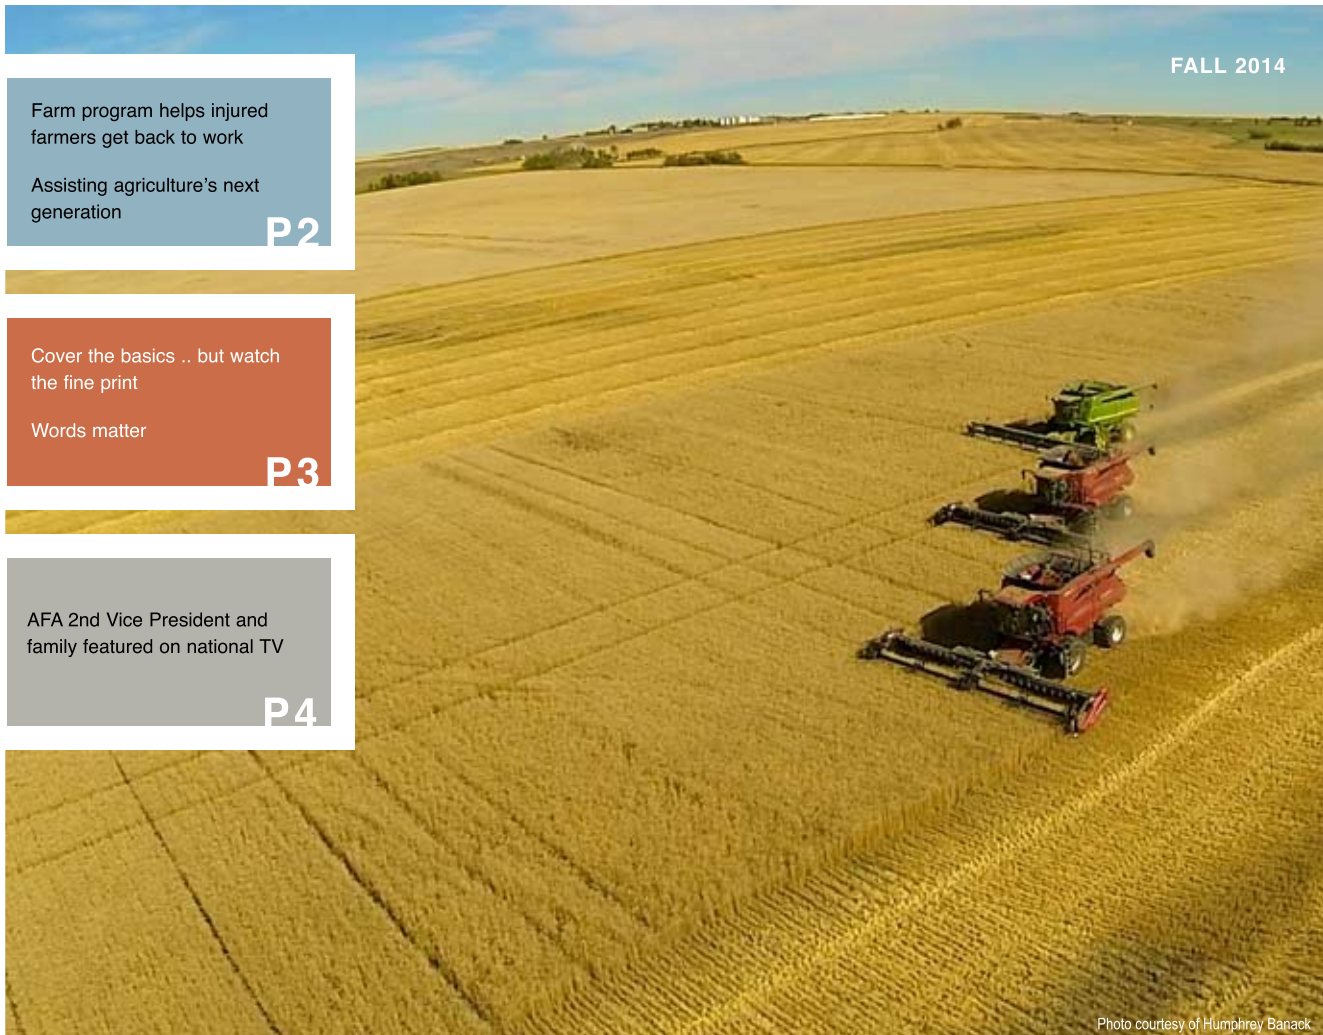 FALL 2014
Farm program helps injured
farmers get back to work
Assisting agriculture's next
generation
P2
Cover the basics .. but watch
the fine print
Words matter
P3
AFA 2nd Vice President and
family featured on national TV
P4
Photo courtesy of Humphrey Banack